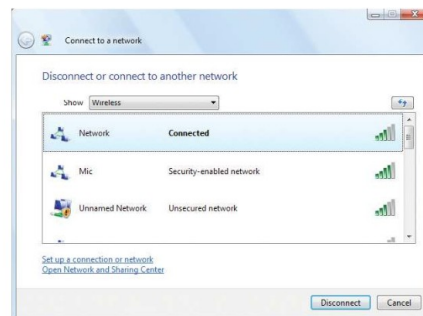 Connect to a network
Disconnect or connect to another network
Show Wireless
Network Connected
Mic Security-enabled network
Unnamed Network Unsecured network
Set up a connection or network
Open Network and Sharing Center
Disconnect Cancel